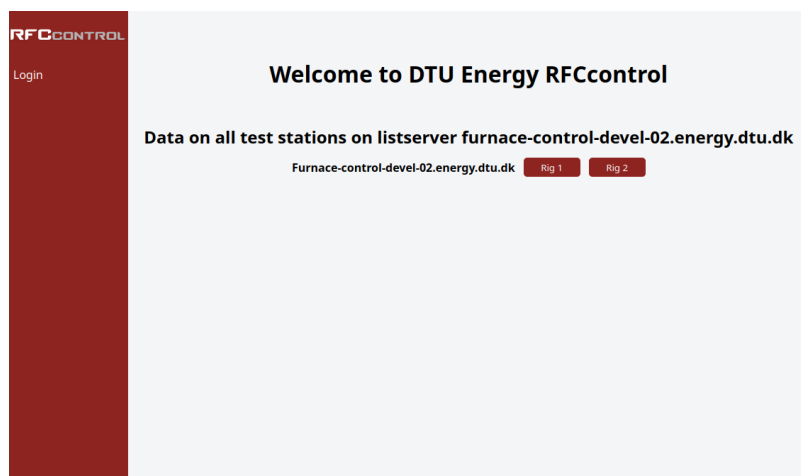 RFCCONTROL
Login
Welcome to DTU Energy RFCcontrol
Data on all test stations on listserver furnace-control-devel-02.energy.dtu.dk
Furnace-control-devel-02.energy.dtu.dk Rig 1 Rig 2